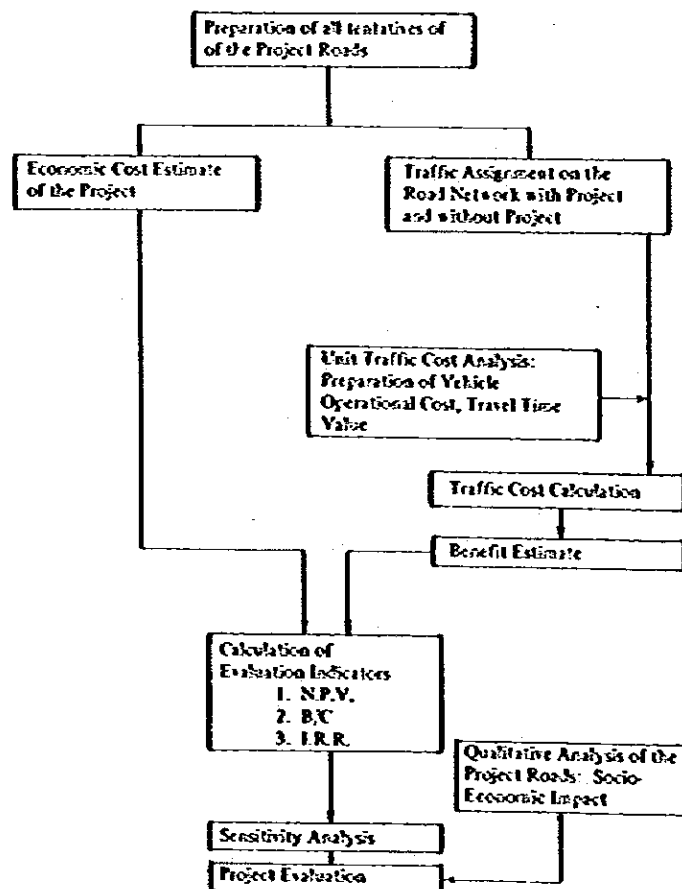 Preparation of all tentatives of
of the Project Roads
Economic Cost Estimate
of the Project
Traffic Assignment on the
Road Network with Project
and without Project
Unit Traffic Cost Analysis:
Preparation of Vehicle
Operational Cost, Travel Time
Value
Traffic Cost Calculation
Benefit Estimate
Calculation of
Evaluation Indicators
1. N.P.V.
2. B/C
3. I.R.R.
Qualitative Analysis of the
Project Roads: Socio-
Economic Impact
Sensitivity Analysis
Project Evaluation